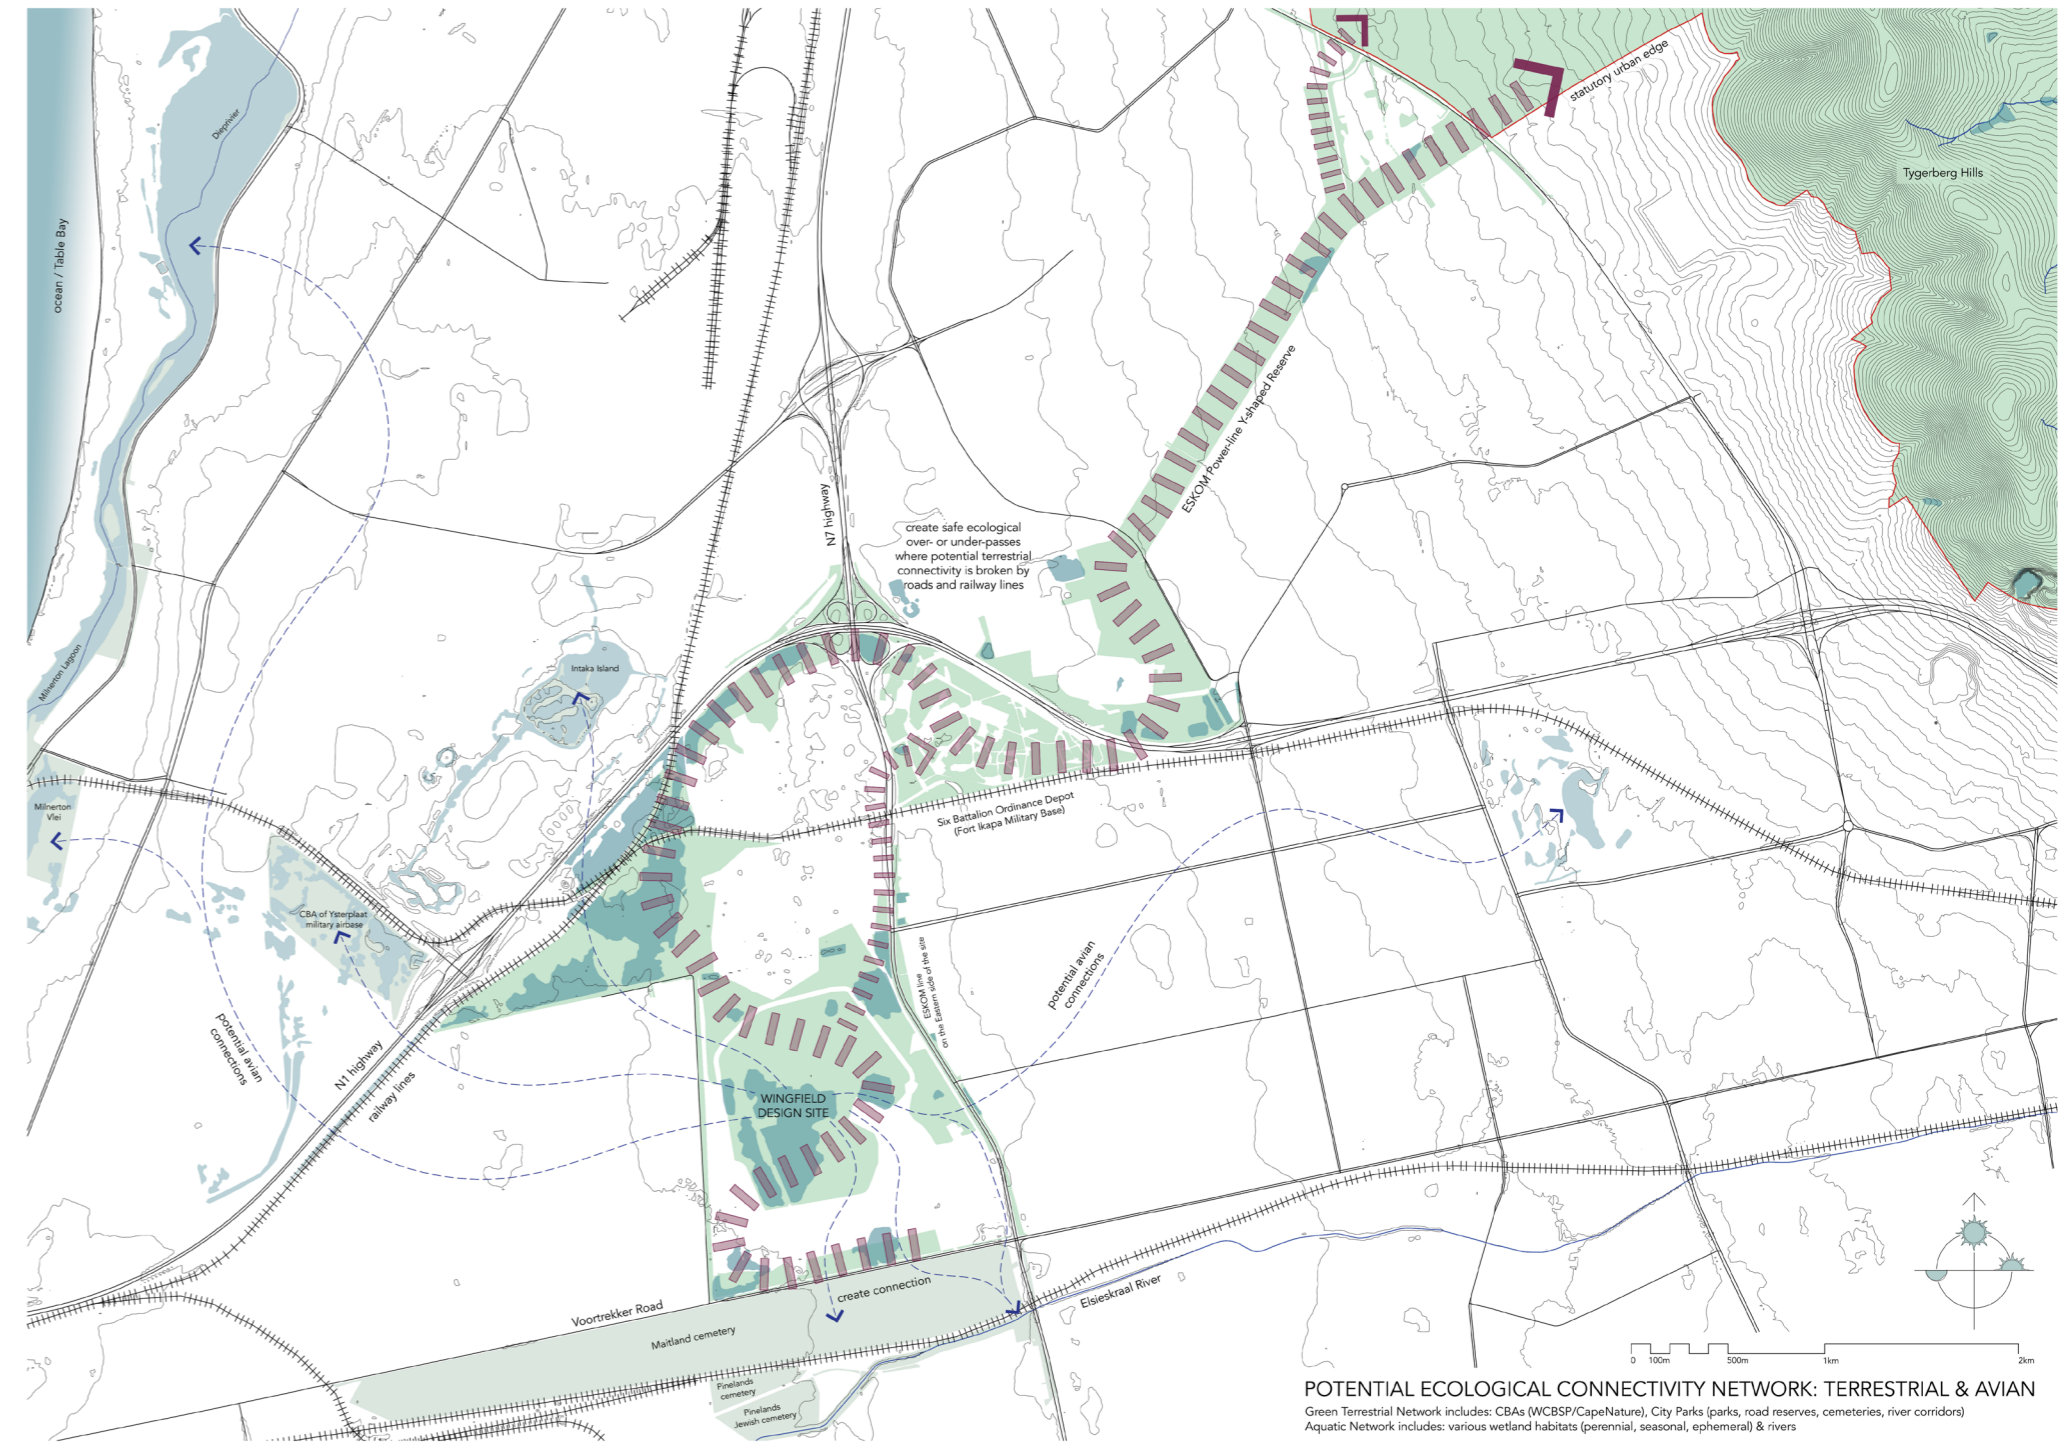 statutory urban edge
Dieprivier
Tygerberg Hills
ocean / Table Bay
ESKOM Power-line Y-shaped Reserve
N7 highway
create safe ecological
over- or under-passes
where potential terrestrial
connectivity is broken by
roads and railway lines
Intaka Island
Milnerton Lagoon
Milnerton
Vlei
Six Battalion Ordinance Depot
(Fort Ikapa Military Base)
CBA of Ysterplaat
military airbase
ESKOM line
on the Eastern side of the site
potential avian
connections
potential avian
connections
N1 highway
railway lines
WINGFIELD
DESIGN SITE
create connection
Voortrekker Road
Elsieskraal River
Maitland cemetery
Pinelands
cemetery
Pinelands
Jewish cemetery
0 100m 500m 1km 2km
POTENTIAL ECOLOGICAL CONNECTIVITY NETWORK: TERRESTRIAL & AVIAN
Green Terrestrial Network includes: CBAs (WCBSP/CapeNature), City Parks (parks, road reserves, cemeteries, river corridors)
Aquatic Network includes: various wetland habitats (perennial, seasonal, ephemeral) & rivers